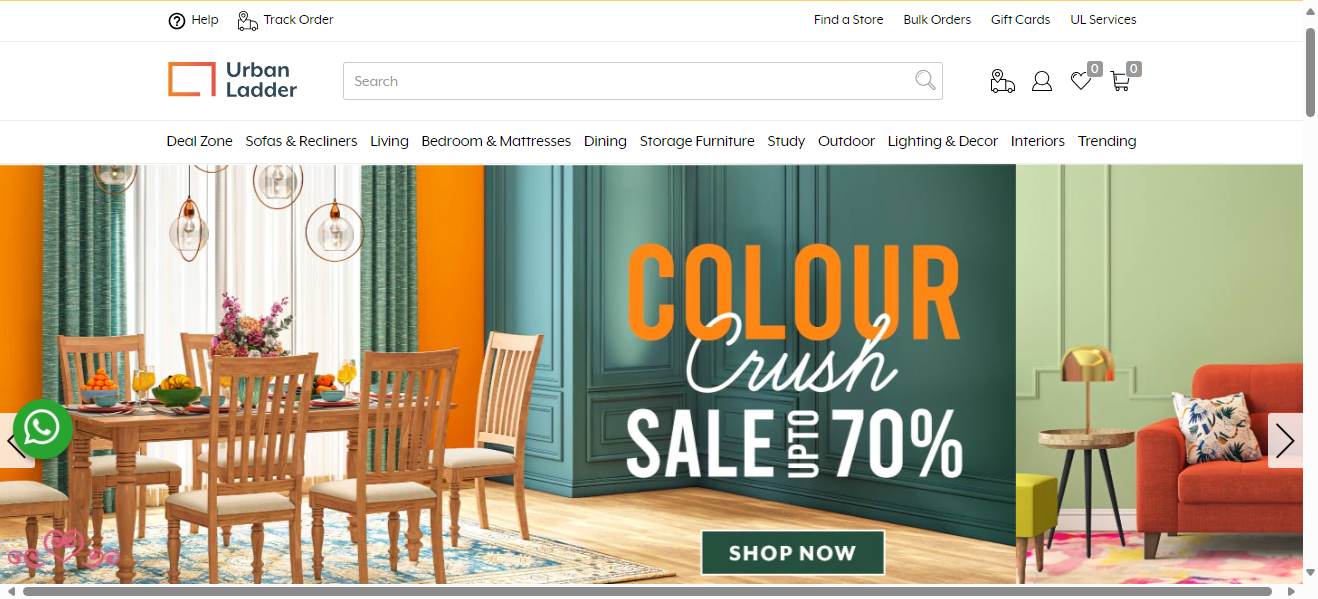 Help Track Order Find a Store Bulk Orders Gift Cards UL Services
Urban
Ladder
Search
0
0
Deal Zone Sofas & Recliners Living Bedroom & Mattresses Dining Storage Furniture Study Outdoor Lighting & Decor Interiors Trending
COLOUR
Crush
SALE UPTO 70%
SHOP NOW